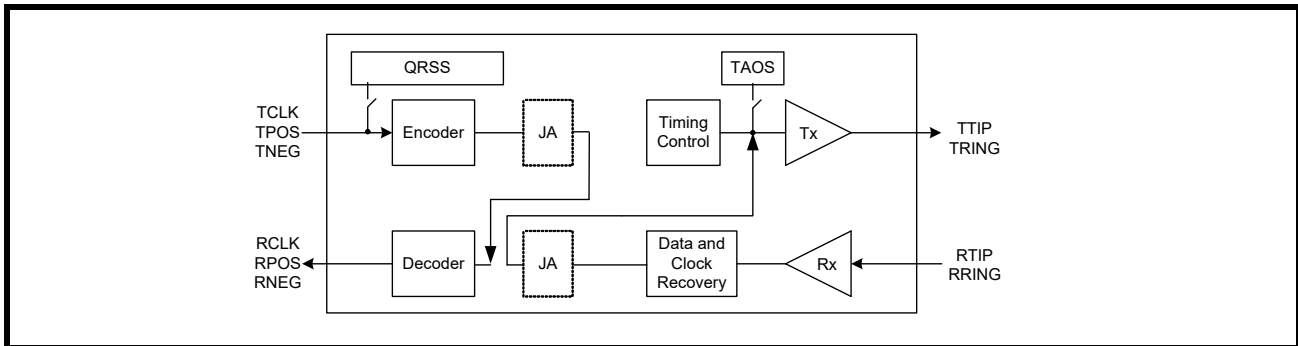 QRSS
TAOS
TCLK
TPOS
TNEG
Encoder
JA
Timing
Control
Tx
TTIP
TRING
RCLK
RPOS
RNEG
Decoder
JA
Data and
Clock
Recovery
Rx
RTIP
RRING